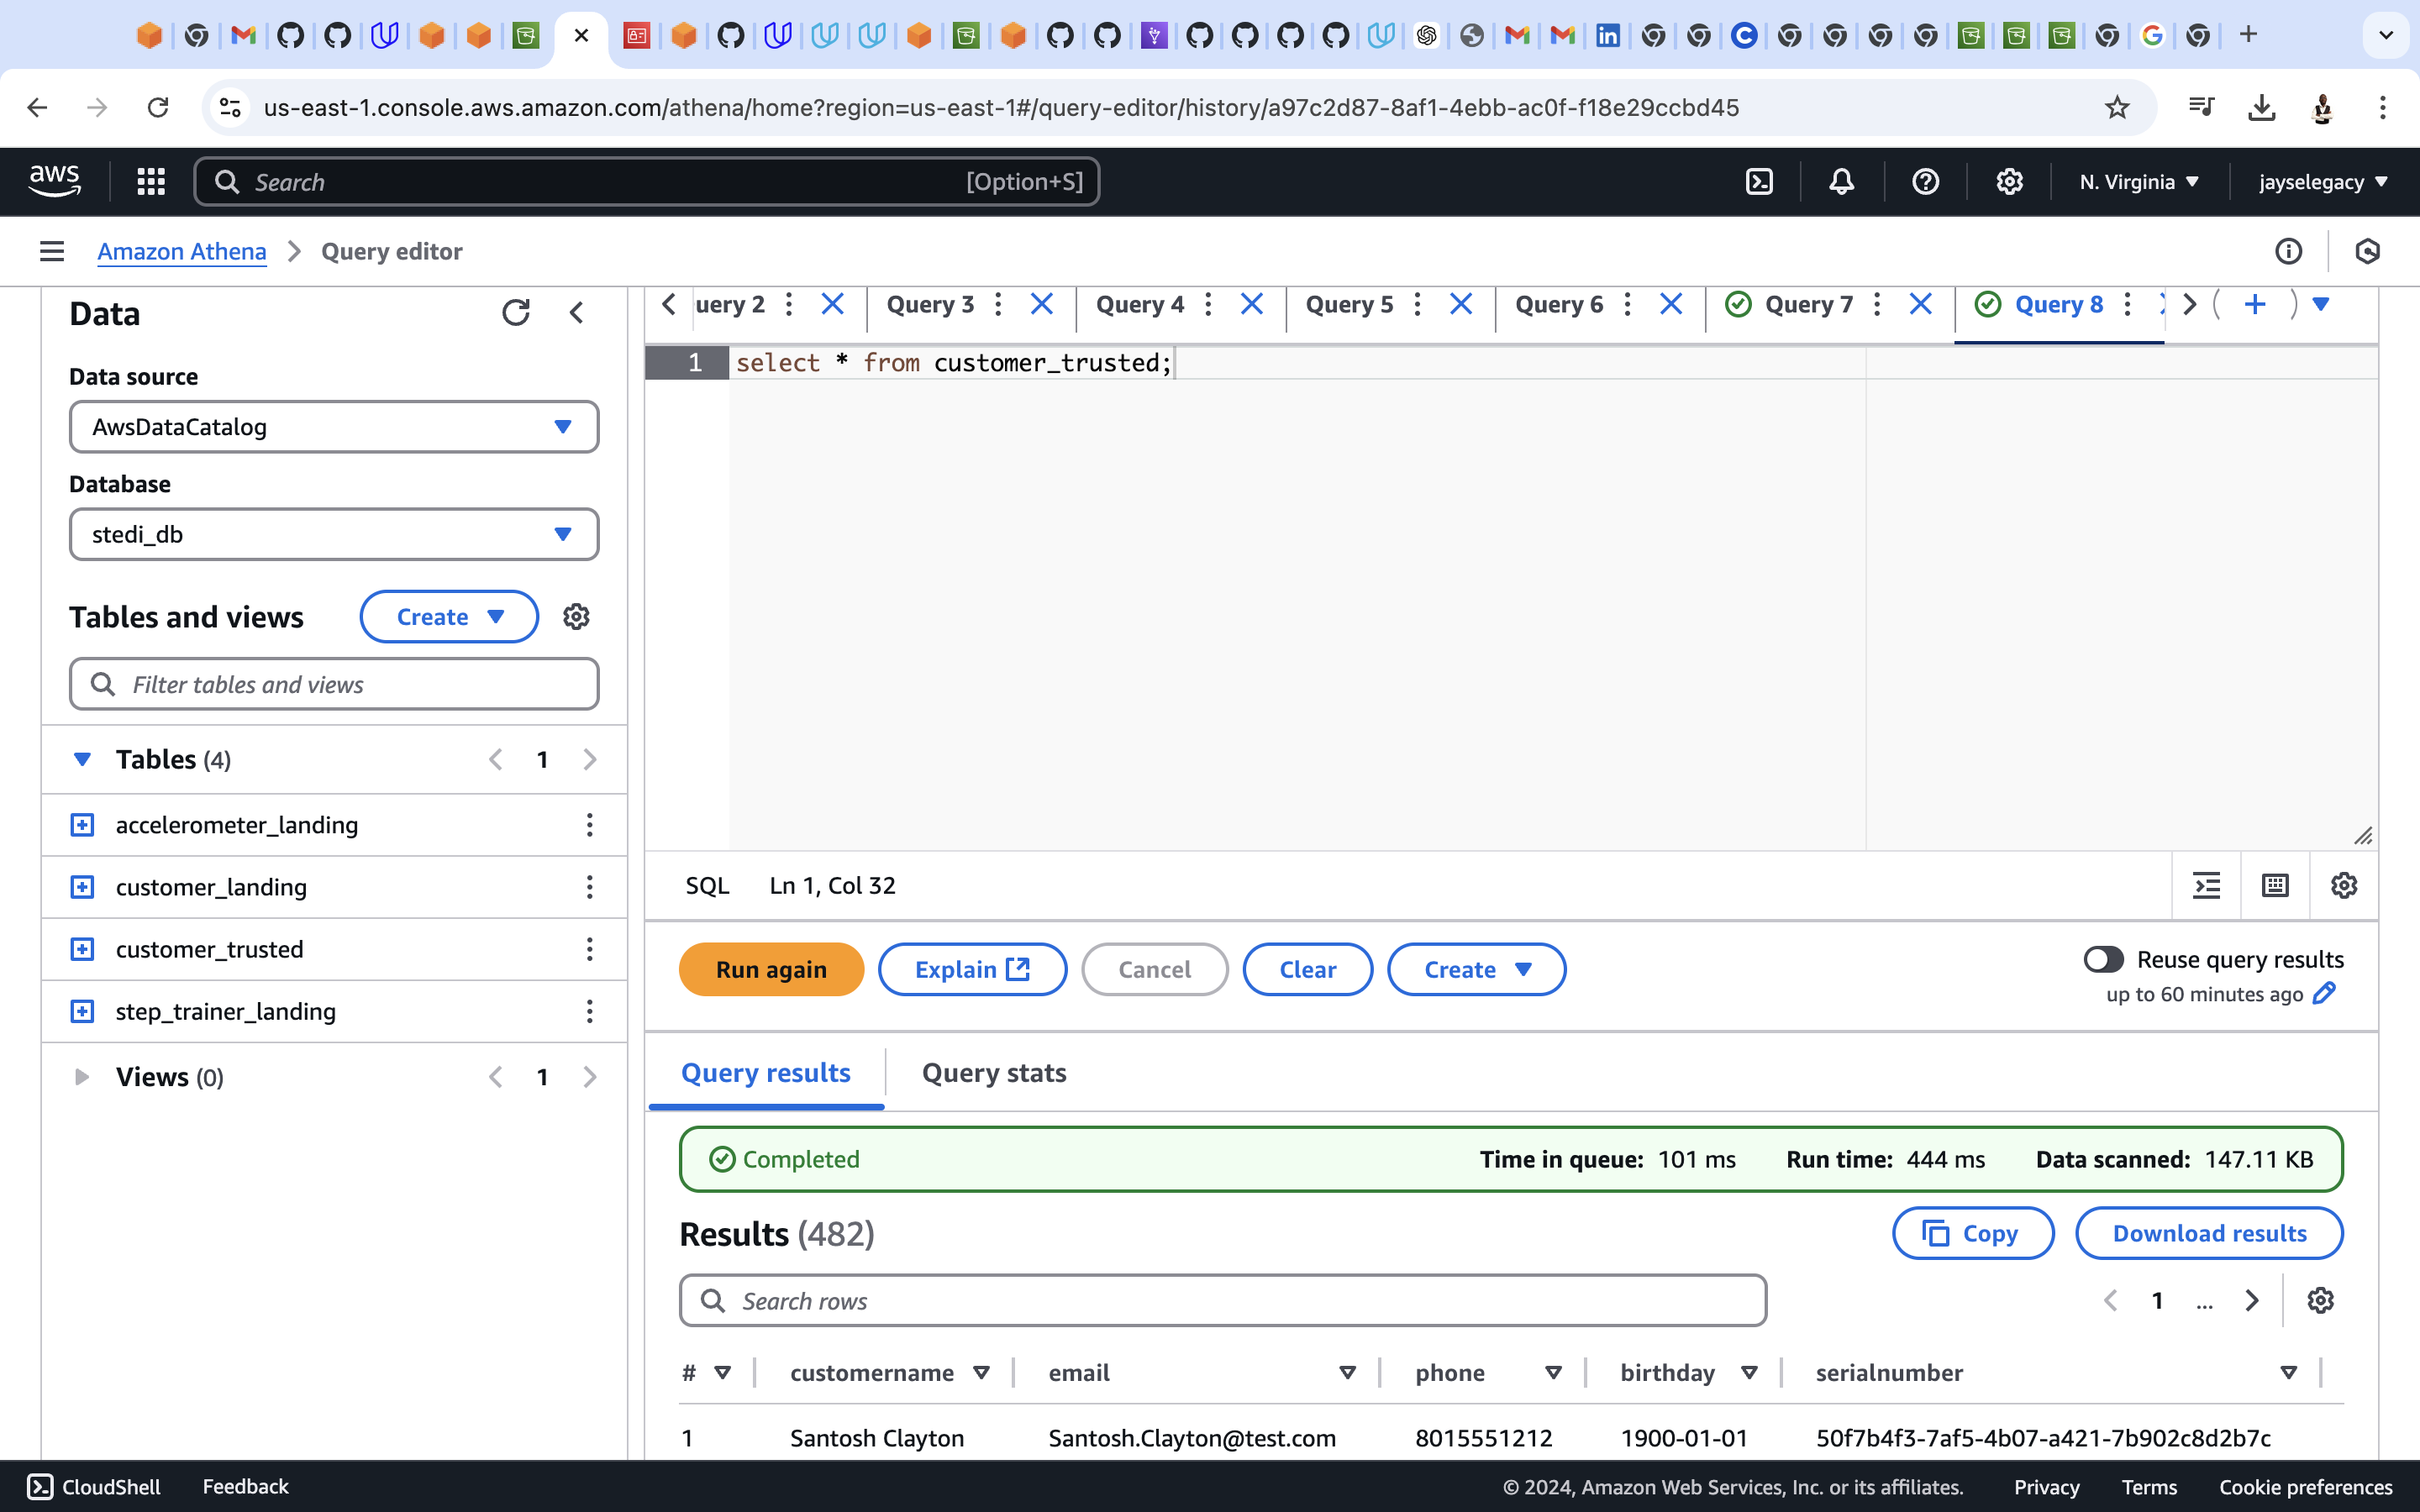 us-east-1.console.aws.amazon.com/athena/home?region=us-east-1#/query-editor/history/a97c2d87-8af1-4ebb-ac0f-f18e29ccbd45
aws
Search
[Option+S]
N. Virginia
jayselegacy
Amazon Athena
Query editor
Data
Data source
AwsDataCatalog
Database
stedi_db
Tables and views
Create
Filter tables and views
Tables (4)
1
accelerometer_landing
customer_landing
customer_trusted
step_trainer_landing
Views (0)
1
uery 2
Query 3
Query 4
Query 5
Query 6
Query 7
Query 8
1
select * from customer_trusted;
SQL
Ln 1, Col 32
Run again
Explain
Cancel
Clear
Create
Reuse query results
up to 60 minutes ago
Query results
Query stats
Completed
Time in queue: 101 ms
Run time: 444 ms
Data scanned: 147.11 KB
Results (482)
Copy
Download results
Search rows
1
...
# customername email phone birthday serialnumber
1 Santosh Clayton Santosh.Clayton@test.com 8015551212 1900-01-01 50f7b4f3-7af5-4b07-a421-7b902c8d2b7c
CloudShell
Feedback
© 2024, Amazon Web Services, Inc. or its affiliates.
Privacy
Terms
Cookie preferences